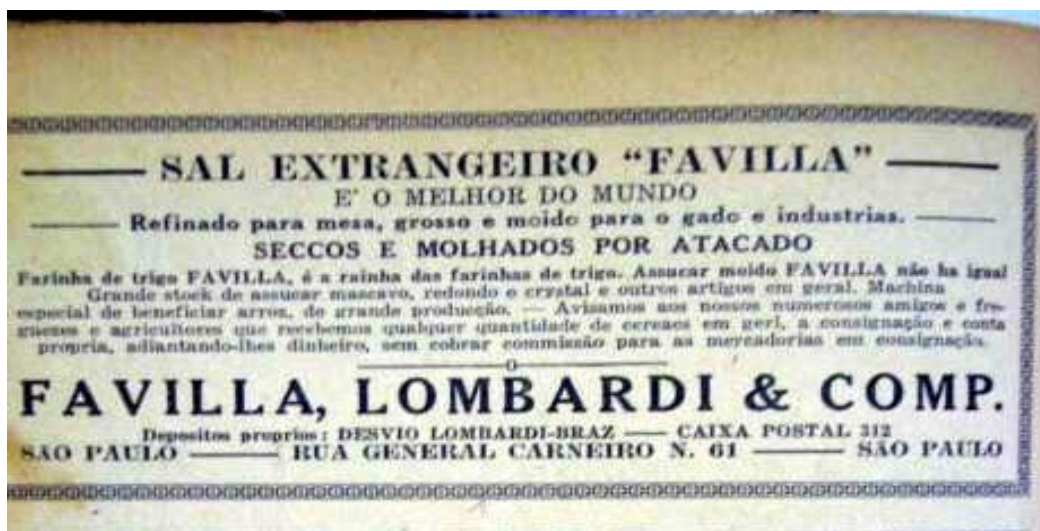 SAL EXTRANGEIRO “FAVILLA”
E' O MELHOR DO MUNDO
Refinado para mesa, grosso e moido para o gado e industrias.
SECCOS E MOLHADOS POR ATACADO
Farinha de trigo FAVILLA, é a rainha das farinhas de trigo. Assucar moido FAVILLA não ha igual
Grande stock de assucar mascavo, redondo e crystal e outros artigos em geral. Machina
especial de beneficiar arroz, de grande producção. — Avisamos aos nossos numerosos amigos e fre-
guezes e agricultores que recebemos qualquer quantidade de cereaes em geri, a consignação e conta
propria, adiantando-lhes dinheiro, sem cobrar commissão para as mercadorias em consignação.
FAVILLA, LOMBARDI & COMP.
Depositos proprios: DESVIO LOMBARDI-BRAZ — CAIXA POSTAL 312
SÃO PAULO — RUA GENERAL CARNEIRO N. 61 — SÃO PAULO